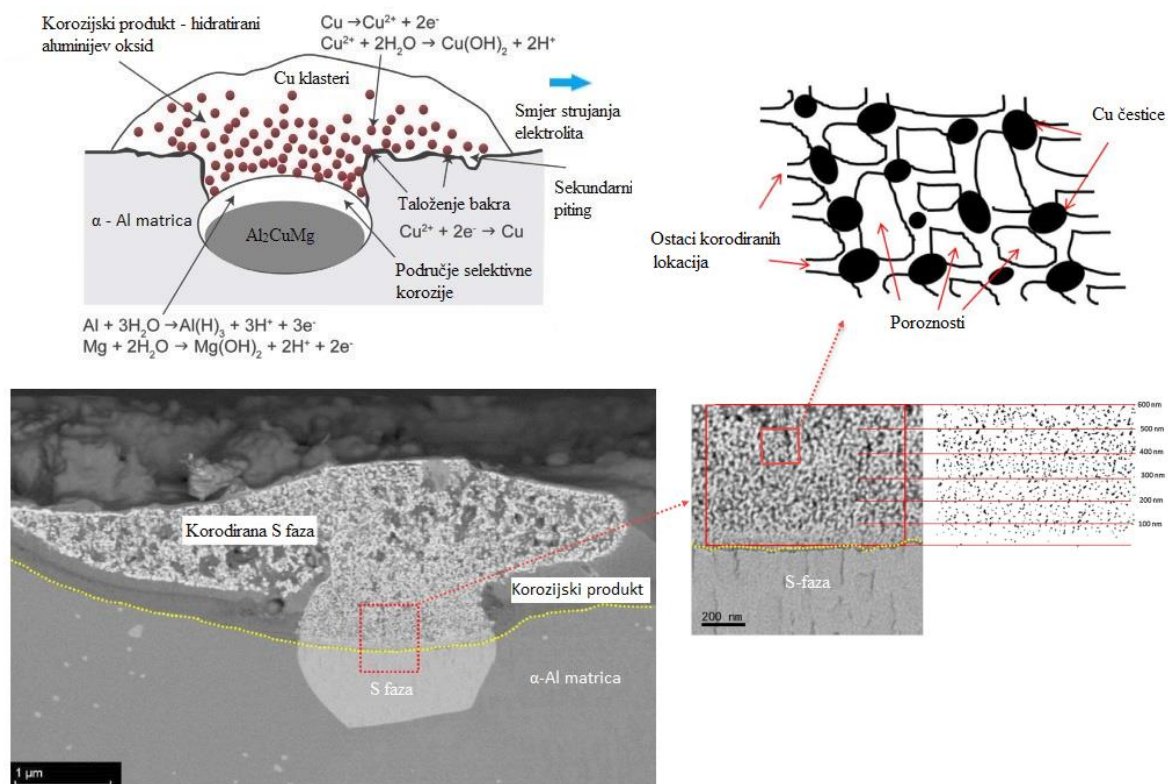 Korozijski produkt - hidratirani
aluminijev oksid
Cu →Cu²⁺ + 2e⁻
Cu²⁺ + 2H₂O → Cu(OH)₂ + 2H⁺
Cu klasteri
Smjer strujanja
elektrolita
Sekundarni
piting
Taloženje bakra
Cu²⁺ + 2e⁻ → Cu
α - Al matrica
Al₂CuMg
Područje selektivne
korozije
Al + 3H₂O →Al(H)₃ + 3H⁺ + 3e⁻
Mg + 2H₂O → Mg(OH)₂ + 2H⁺ + 2e⁻
Cu čestice
Ostaci korodiranih
lokacija
Poroznosti
Korodirana S faza
Korozijski produkt
S faza
α-Al matrica
1 µm
600 nm
500 nm
400 nm
300 nm
200 nm
100 nm
S-faza
200 nm